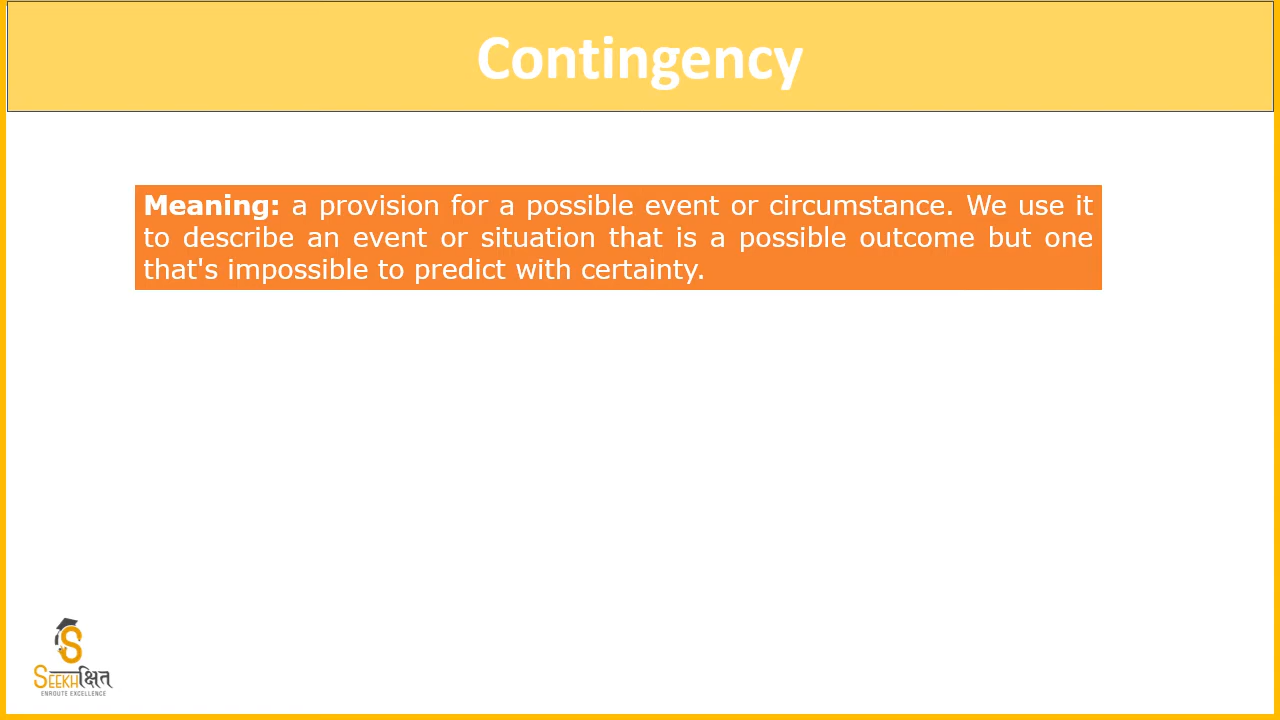 Contingency
Meaning: a provision for a possible event or circumstance. We use it
to describe an event or situation that is a possible outcome but one
that's impossible to predict with certainty.
SEEKHक्षित
ENROUTE EXCELLENCE